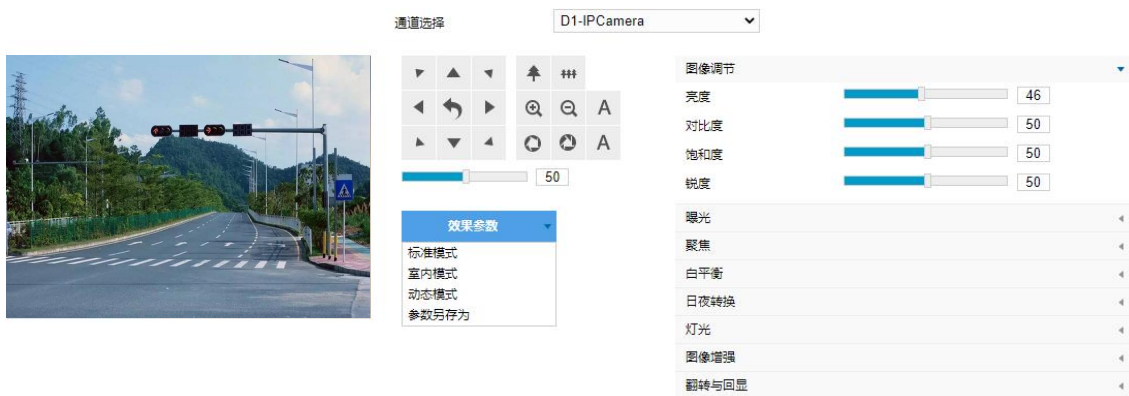 通道选择 D1-IPCamera
图像调节
亮度 46
对比度 50
饱和度 50
锐度 50
A
A
50
效果参数
标准模式
室内模式
动态模式
参数另存为
曝光
聚焦
白平衡
日夜转换
灯光
图像增强
翻转与回显